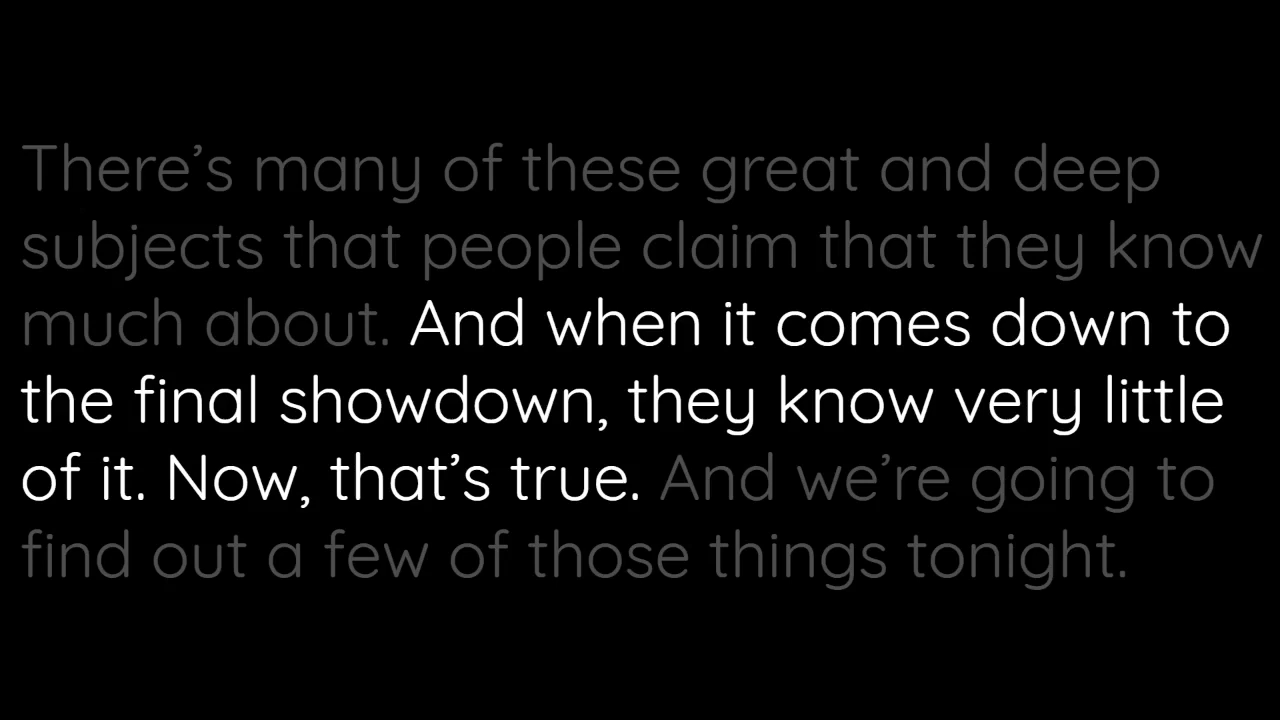 There’s many of these great and deep
subjects that people claim that they know
much about. And when it comes down to
the final showdown, they know very little
of it. Now, that’s true. And we’re going to
find out a few of those things tonight.